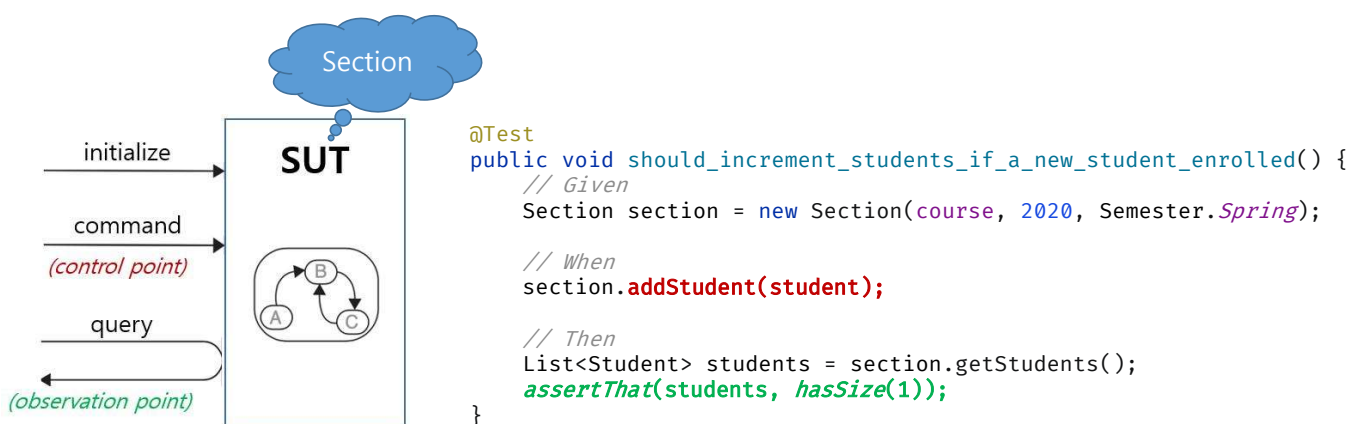 Section
SUT
initialize
command
(control point)
query
(observation point)
A
B
C
@Test
public void should_increment_students_if_a_new_student_enrolled() {
    // Given
    Section section = new Section(course, 2020, Semester.Spring);

    // When
    section.addStudent(student);

    // Then
    List<Student> students = section.getStudents();
    assertThat(students, hasSize(1));
}